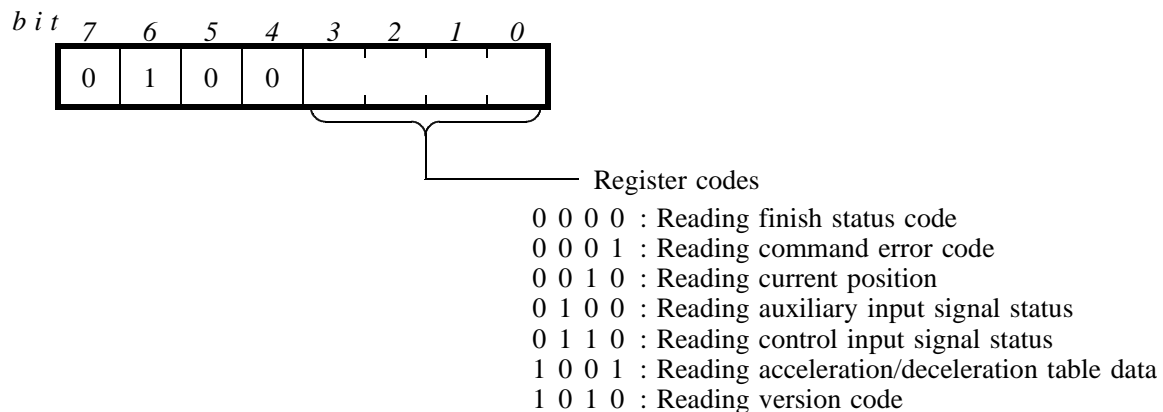 bit 7 6 5 4 3 2 1 0
0 1 0 0
Register codes
0 0 0 0 : Reading finish status code
0 0 0 1 : Reading command error code
0 0 1 0 : Reading current position
0 1 0 0 : Reading auxiliary input signal status
0 1 1 0 : Reading control input signal status
1 0 0 1 : Reading acceleration/deceleration table data
1 0 1 0 : Reading version code